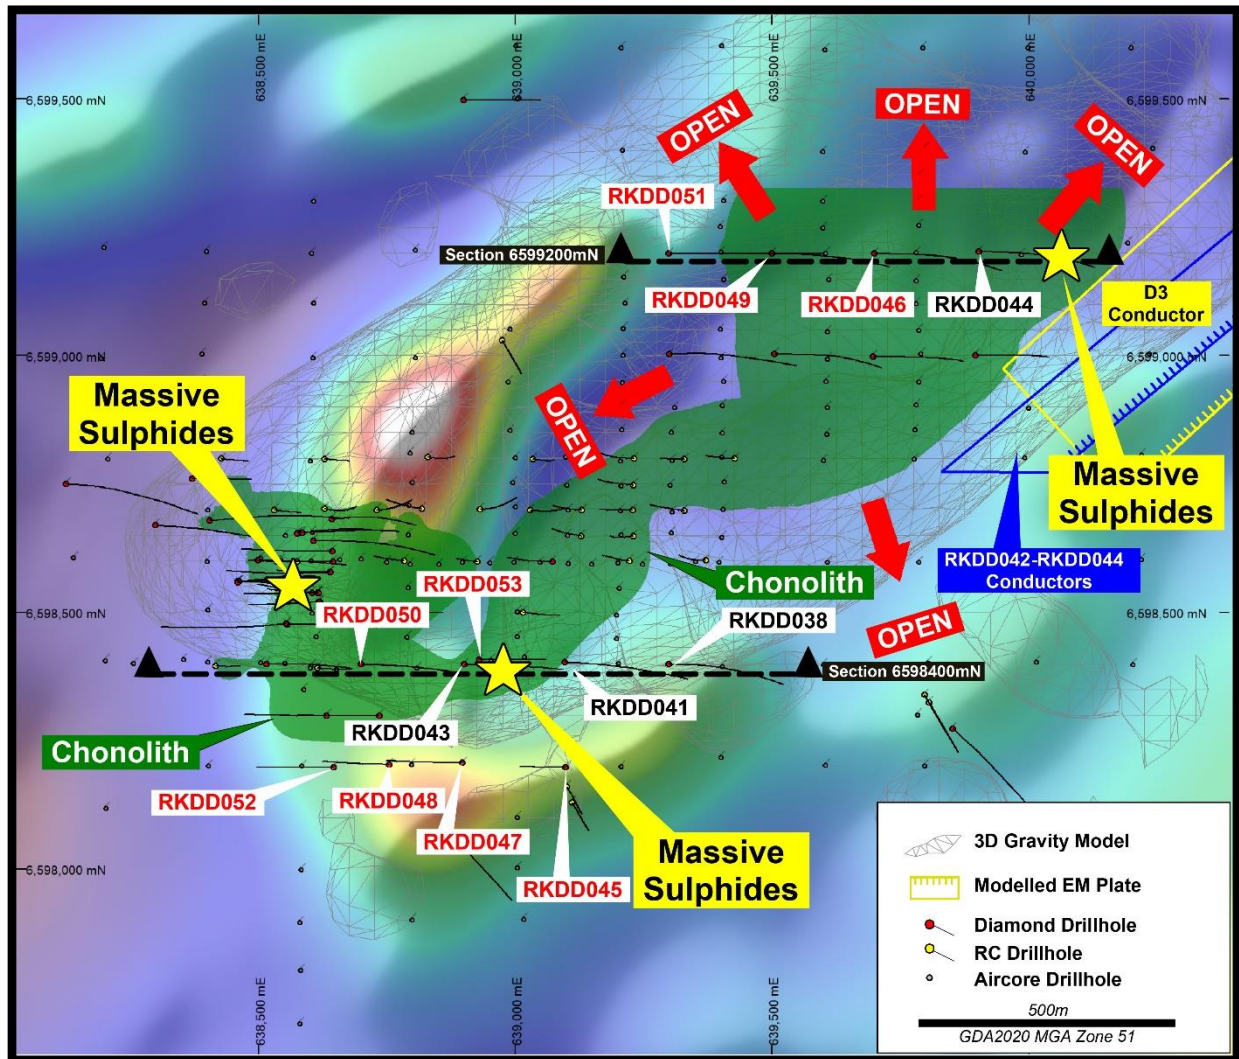 638,500 mE
639,000 mE
639,500 mE
640,000 mE
6,599,500 mN
6,599,500 mN
OPEN
OPEN
OPEN
RKDD051
Section 6599200mN
RKDD049
RKDD046
RKDD044
D3
Conductor
6,599,000 mN
6,599,000 mN
Massive
Sulphides
OPEN
Massive
Sulphides
RKDD042-RKDD044
Conductors
Chonolith
RKDD053
RKDD050
RKDD038
6,598,500 mN
6,598,500 mN
OPEN
Section 6598400mN
RKDD043
RKDD041
Chonolith
RKDD052
RKDD048
RKDD047
RKDD045
Massive
Sulphides
6,598,000 mN
638,500 mE
639,000 mE
639,500 mE
3D Gravity Model
Modelled EM Plate
Diamond Drillhole
RC Drillhole
Aircore Drillhole
500m
GDA2020 MGA Zone 51